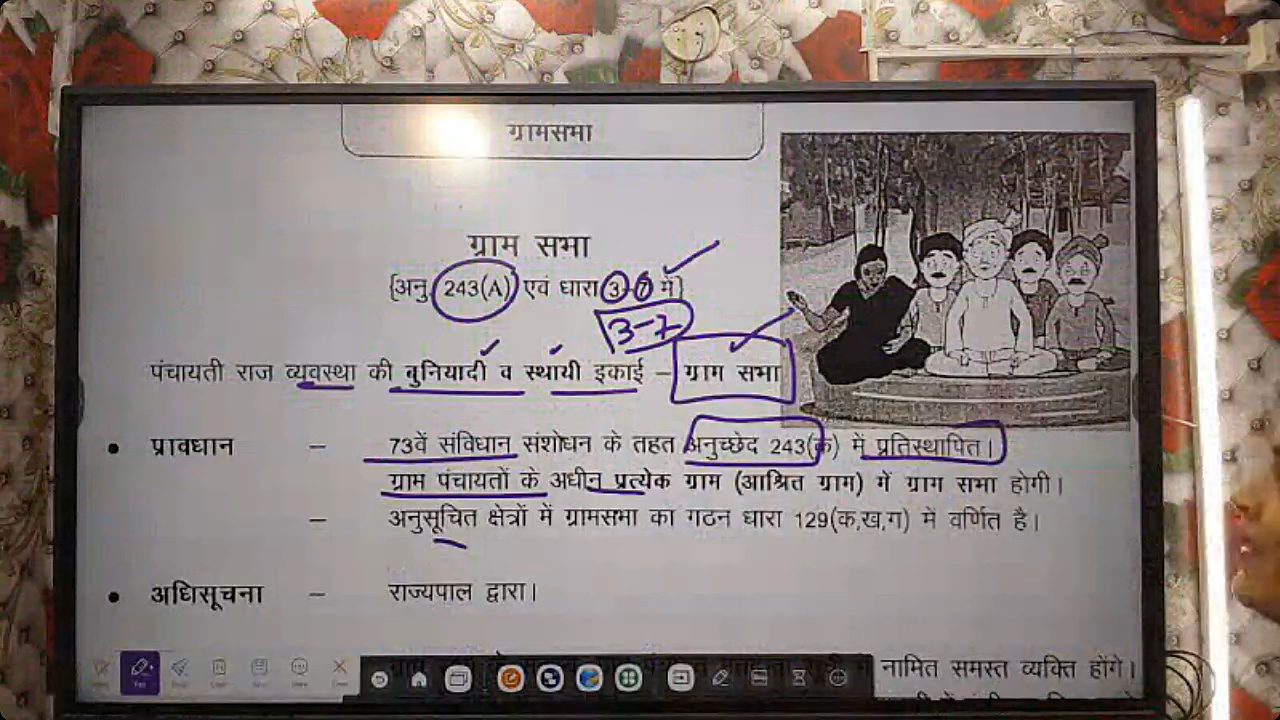 ग्रामसभा
ग्राम सभा
{अनु 243(A) एवं धारा 3-7 में}
3-7
पंचायती राज व्यवस्था की बुनियादी व स्थायी इकाई – ग्राम सभा
• प्रावधान – 73वें संविधान संशोधन के तहत अनुच्छेद 243(क) में प्रतिस्थापित।
ग्राम पंचायतों के अधीन प्रत्येक ग्राम (आश्रित ग्राम) में ग्राग सभा होगी।
– अनुसूचित क्षेत्रों में ग्रामसभा का गठन धारा 129(क,ख,ग) में वर्णित है।
• अधिसूचना – राज्यपाल द्वारा।
नामित समस्त व्यक्ति होंगे।